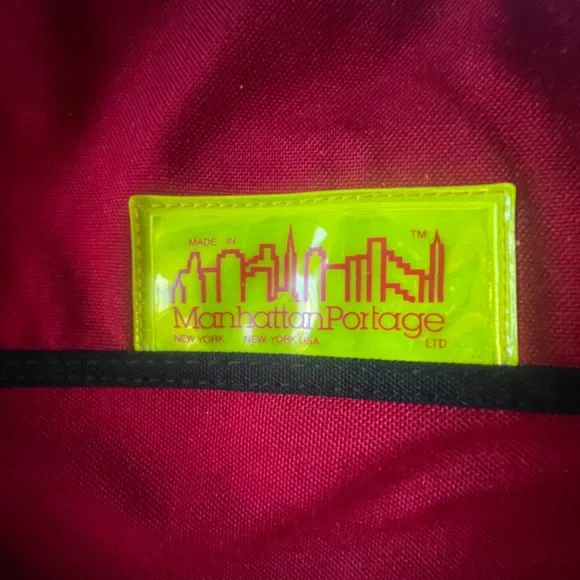 MADE IN
TM
ManhattanPortage
NEW YORK NEW YORK USA
LTD